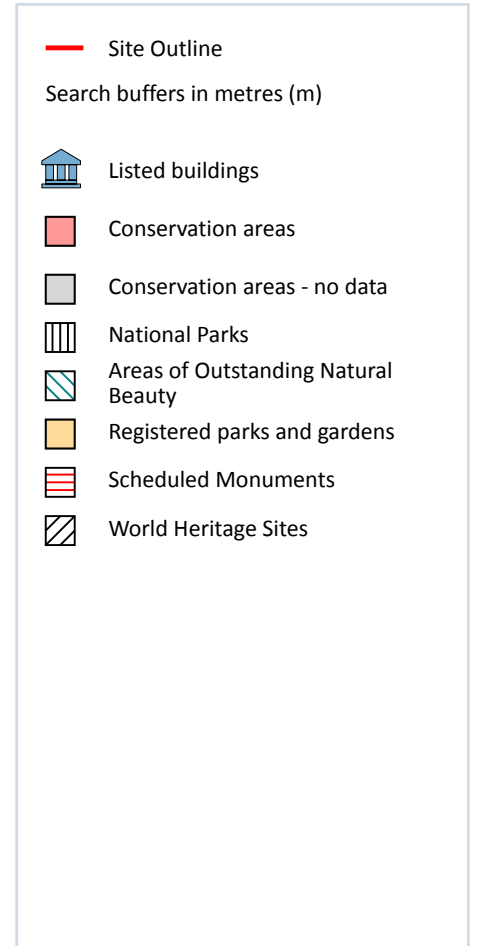 Site Outline
Search buffers in metres (m)
Listed buildings
Conservation areas
Conservation areas - no data
National Parks
Areas of Outstanding Natural
Beauty
Registered parks and gardens
Scheduled Monuments
World Heritage Sites